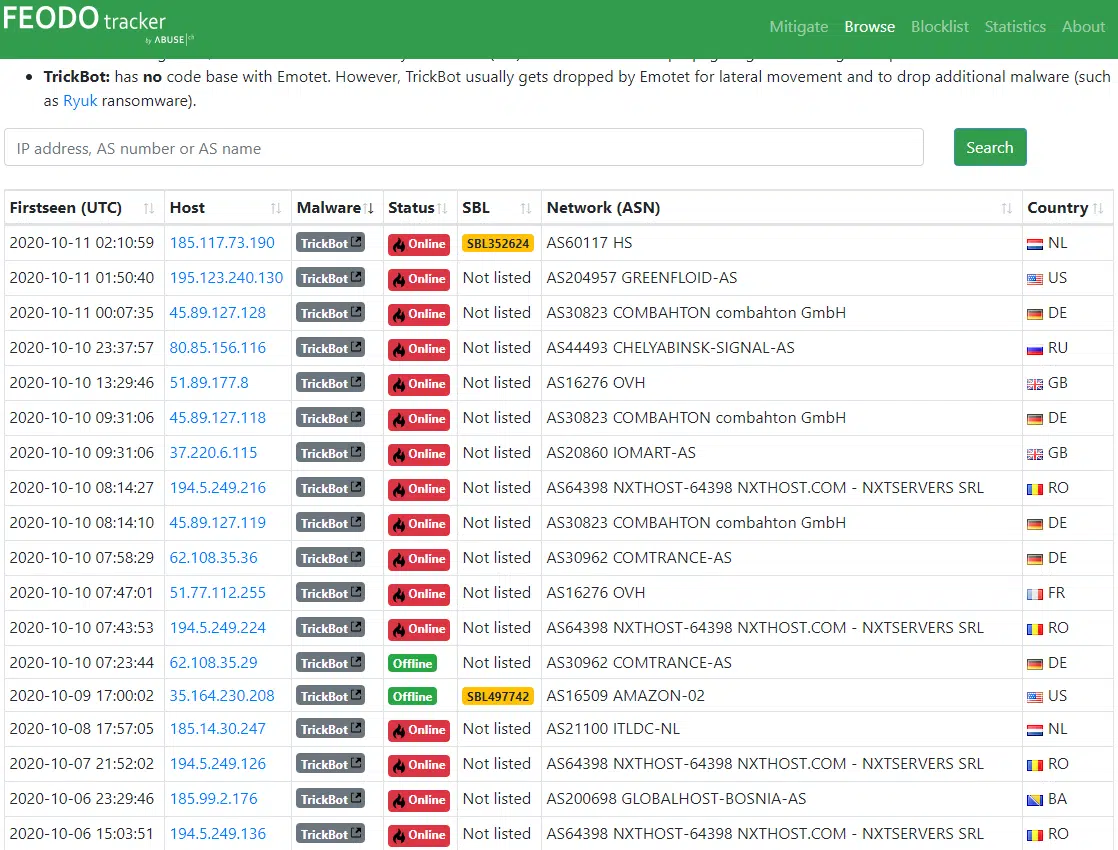 FEODO tracker
by ABUSE|ch
Mitigate Browse Blocklist Statistics About
TrickBot: has no code base with Emotet. However, TrickBot usually gets dropped by Emotet for lateral movement and to drop additional malware (such
as Ryuk ransomware).
IP address, AS number or AS name
Search
Firstseen (UTC) Host Malware Status SBL Network (ASN) Country
2020-10-11 02:10:59 185.117.73.190 TrickBot Online SBL352624 AS60117 HS NL
2020-10-11 01:50:40 195.123.240.130 TrickBot Online Not listed AS204957 GREENFLOID-AS US
2020-10-11 00:07:35 45.89.127.128 TrickBot Online Not listed AS30823 COMBAHTON combahton GmbH DE
2020-10-10 23:37:57 80.85.156.116 TrickBot Online Not listed AS44493 CHELYABINSK-SIGNAL-AS RU
2020-10-10 13:29:46 51.89.177.8 TrickBot Online Not listed AS16276 OVH GB
2020-10-10 09:31:06 45.89.127.118 TrickBot Online Not listed AS30823 COMBAHTON combahton GmbH DE
2020-10-10 09:31:06 37.220.6.115 TrickBot Online Not listed AS20860 IOMART-AS GB
2020-10-10 08:14:27 194.5.249.216 TrickBot Online Not listed AS64398 NXTHOST-64398 NXTHOST.COM - NXTSERVERS SRL RO
2020-10-10 08:14:10 45.89.127.119 TrickBot Online Not listed AS30823 COMBAHTON combahton GmbH DE
2020-10-10 07:58:29 62.108.35.36 TrickBot Online Not listed AS30962 COMTRANCE-AS DE
2020-10-10 07:47:01 51.77.112.255 TrickBot Online Not listed AS16276 OVH FR
2020-10-10 07:43:53 194.5.249.224 TrickBot Online Not listed AS64398 NXTHOST-64398 NXTHOST.COM - NXTSERVERS SRL RO
2020-10-10 07:23:44 62.108.35.29 TrickBot Offline Not listed AS30962 COMTRANCE-AS DE
2020-10-09 17:00:02 35.164.230.208 TrickBot Offline SBL497742 AS16509 AMAZON-02 US
2020-10-08 17:57:05 185.14.30.247 TrickBot Online Not listed AS21100 ITLDC-NL NL
2020-10-07 21:52:02 194.5.249.126 TrickBot Online Not listed AS64398 NXTHOST-64398 NXTHOST.COM - NXTSERVERS SRL RO
2020-10-06 23:29:46 185.99.2.176 TrickBot Online Not listed AS200698 GLOBALHOST-BOSNIA-AS BA
2020-10-06 15:03:51 194.5.249.136 TrickBot Online Not listed AS64398 NXTHOST-64398 NXTHOST.COM - NXTSERVERS SRL RO